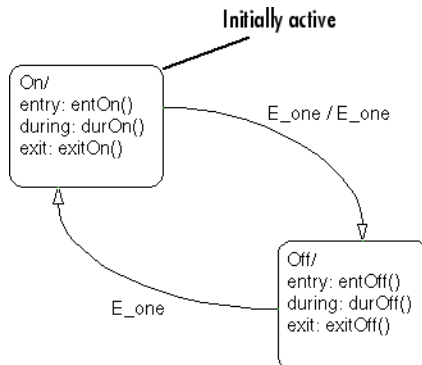 Initially active
On/
entry: entOn()
during: durOn()
exit: exitOn()
E_one / E_one
Off/
entry: entOff()
during: durOff()
exit: exitOff()
E_one